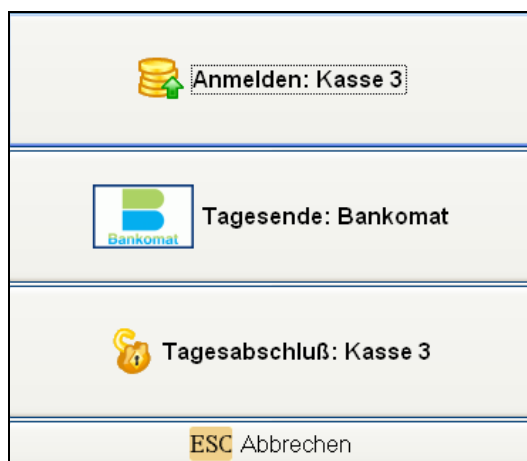 Anmelden: Kasse 3
Bankomat
Tagesende: Bankomat
Tagesabschluß: Kasse 3
ESC Abbrechen